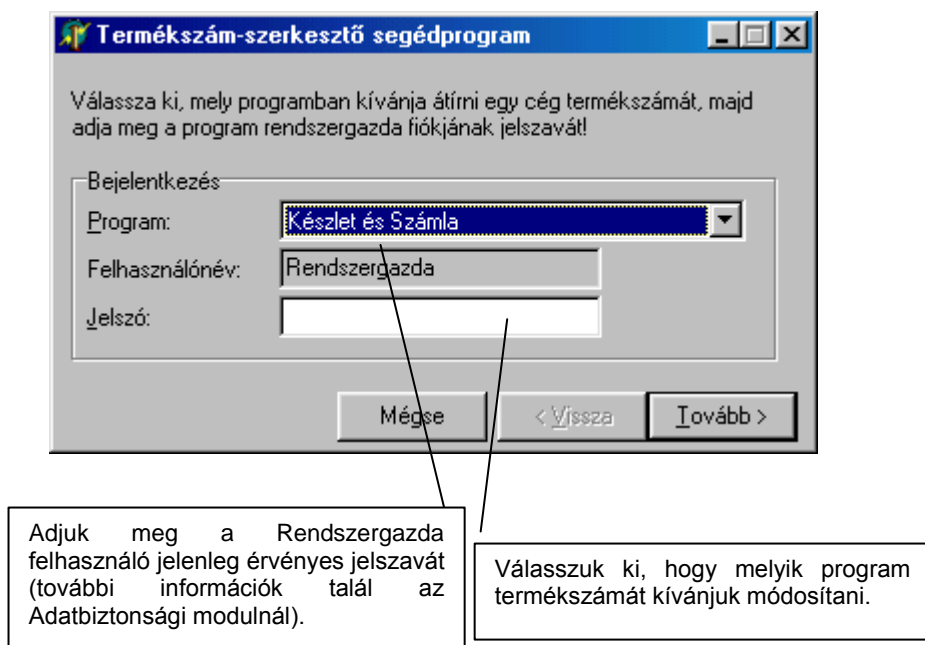 Termékszám-szerkesztő segédprogram
Válassza ki, mely programban kívánja átírni egy cég termékszámát, majd
adja meg a program rendszergazda fiókjának jelszavát!
Bejelentkezés
Program:
Készlet és Számla
Felhasználónév:
Rendszergazda
Jelszó:
Mégse
< Vissza
Tovább >
Adjuk meg a Rendszergazda
felhasználó jelenleg érvényes jelszavát
(további információk talál az
Adatbiztonsági modulnál).
Válasszuk ki, hogy melyik program
termékszámát kívánjuk módosítani.